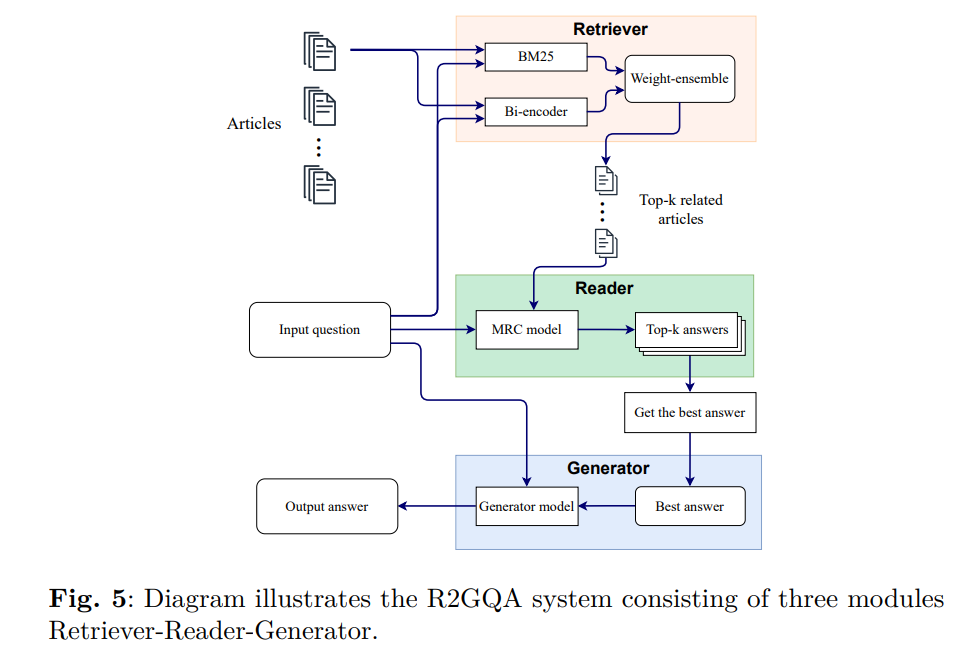 Retriever
BM25
Weight-ensemble
Bi-encoder
Articles
Top-k related
articles
Reader
Input question
MRC model
Top-k answers
Get the best answer
Generator
Output answer
Generator model
Best answer
Fig. 5: Diagram illustrates the R2GQA system consisting of three modules
Retriever-Reader-Generator.